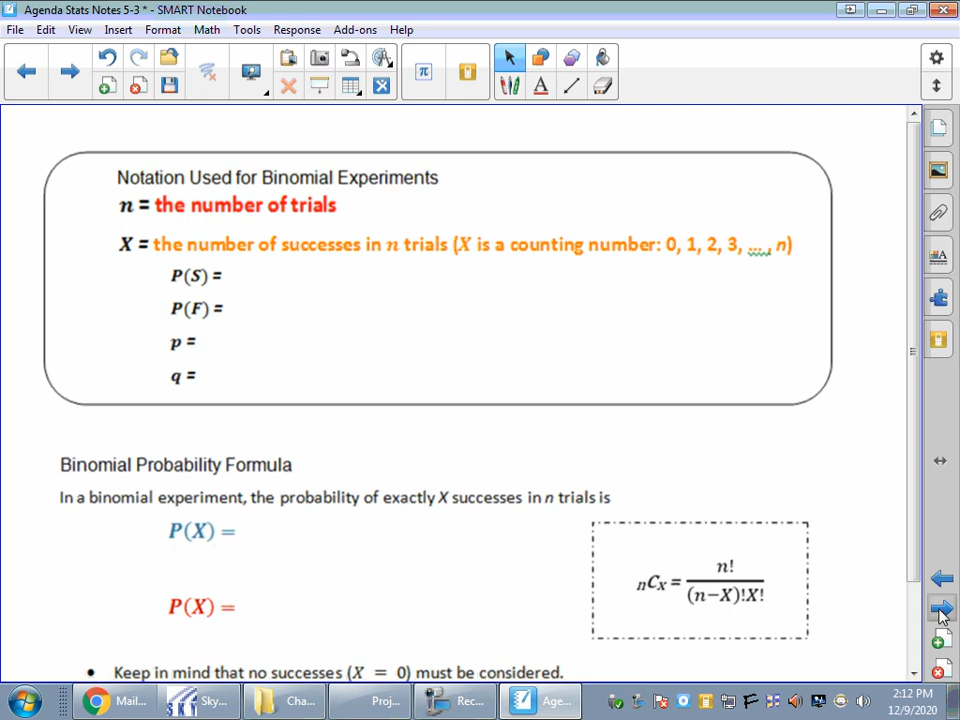 Agenda Stats Notes 5-3 * - SMART Notebook
File Edit View Insert Format Math Tools Response Add-ons Help
Notation Used for Binomial Experiments
n = the number of trials
X = the number of successes in n trials (X is a counting number: 0, 1, 2, 3, ... , n)
P(S) =
P(F) =
p =
q =
Binomial Probability Formula
In a binomial experiment, the probability of exactly X successes in n trials is
P(X) =
nCX = n! / (n−X)!X!
P(X) =
• Keep in mind that no successes (X = 0) must be considered.
Mail... Sky... Cha... Proj... Rec... Age...
2:12 PM
12/9/2020